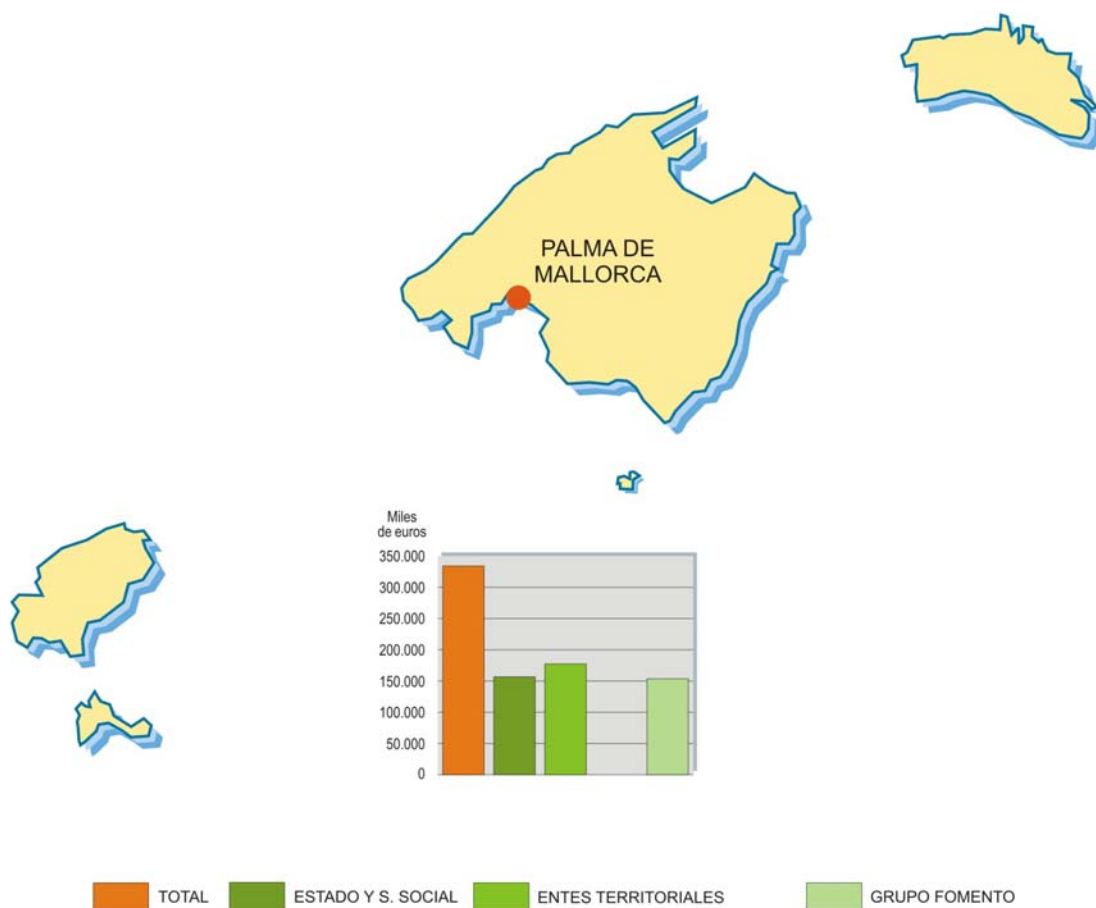 PALMA DE
MALLORCA
Miles
de euros
350.000
300.000
250.000
200.000
150.000
100.000
50.000
0
TOTAL
ESTADO Y S. SOCIAL
ENTES TERRITORIALES
GRUPO FOMENTO